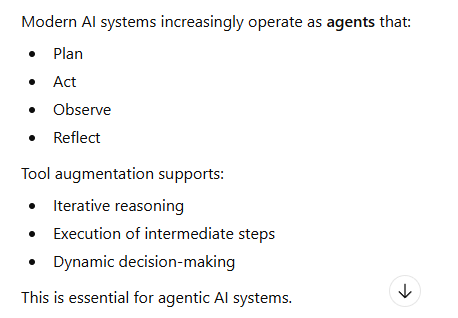 Modern AI systems increasingly operate as agents that:
Plan
Act
Observe
Reflect
Tool augmentation supports:
Iterative reasoning
Execution of intermediate steps
Dynamic decision-making
This is essential for agentic AI systems.